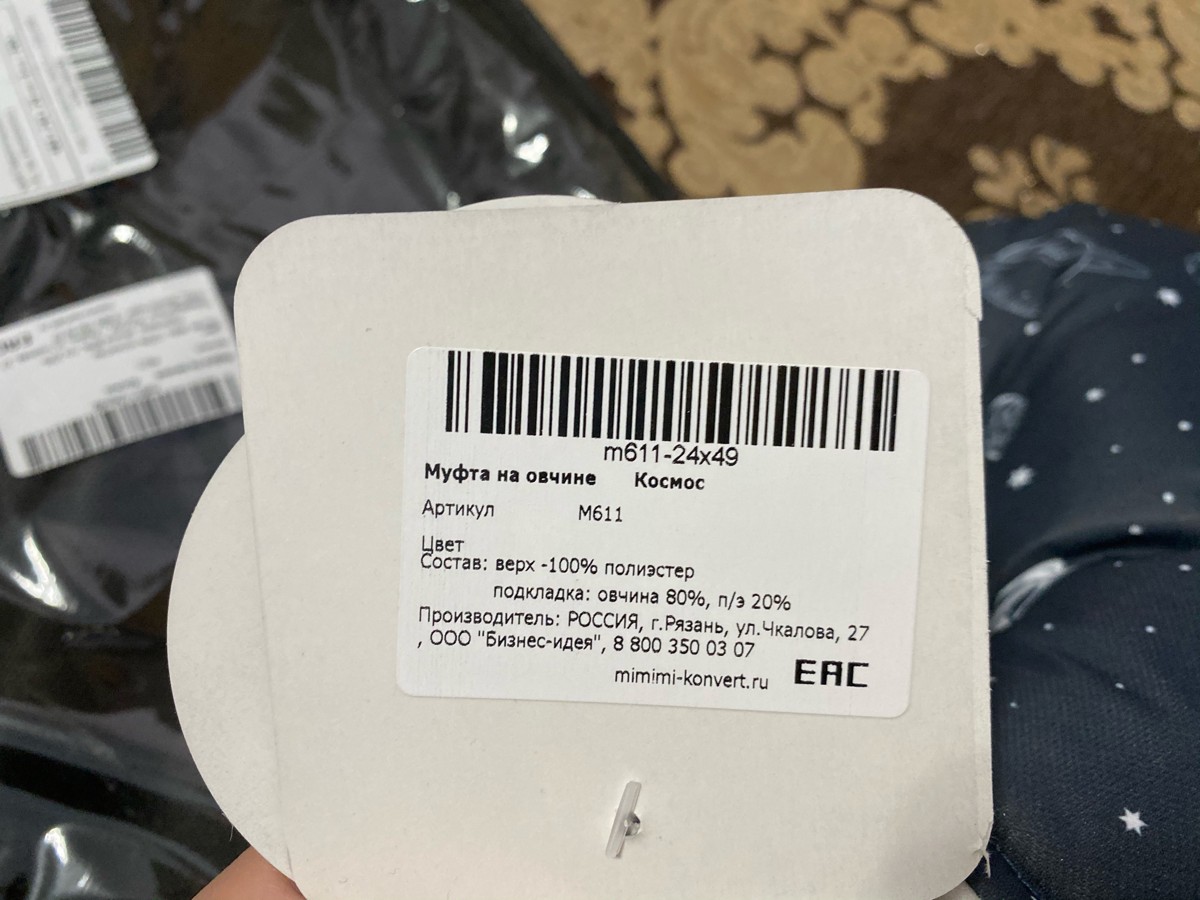 m611-24x49
Муфта на овчине Космос
Артикул M611
Цвет
Состав: верх -100% полиэстер
подкладка: овчина 80%, п/э 20%
Производитель: РОССИЯ, г.Рязань, ул.Чкалова, 27
, ООО "Бизнес-идея", 8 800 350 03 07
mimimi-konvert.ru EAC